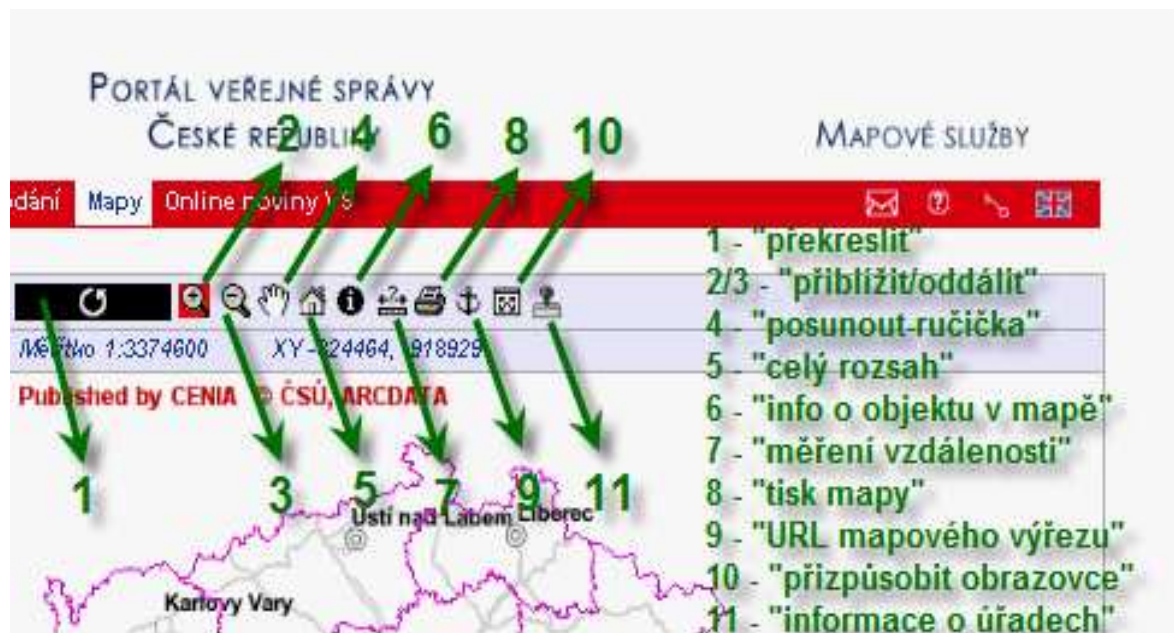 PORTÁL VEŘEJNÉ SPRÁVY
ČESKÉ REPUBLIKY
MAPOVÉ SLUŽBY
2 4 6 8 10
dání Mapy Online noviny VS
1 - "překreslit"
2/3 - "přiblížit/oddálit"
4 - "posunout-ručička"
5 - "celý rozsah"
6 - "info o objektu v mapě"
7 - "měření vzdáleností"
8 - "tisk mapy"
9 - "URL mapového výřezu"
10 - "přizpůsobit obrazovce"
11 - "informace o úřadech"
Měřítko 1:3374600 XY
Published by CENIA © ČSÚ, ARCDATA
1 3 5 7 9 11
Ústí nad Labem Liberec
Karlovy Vary